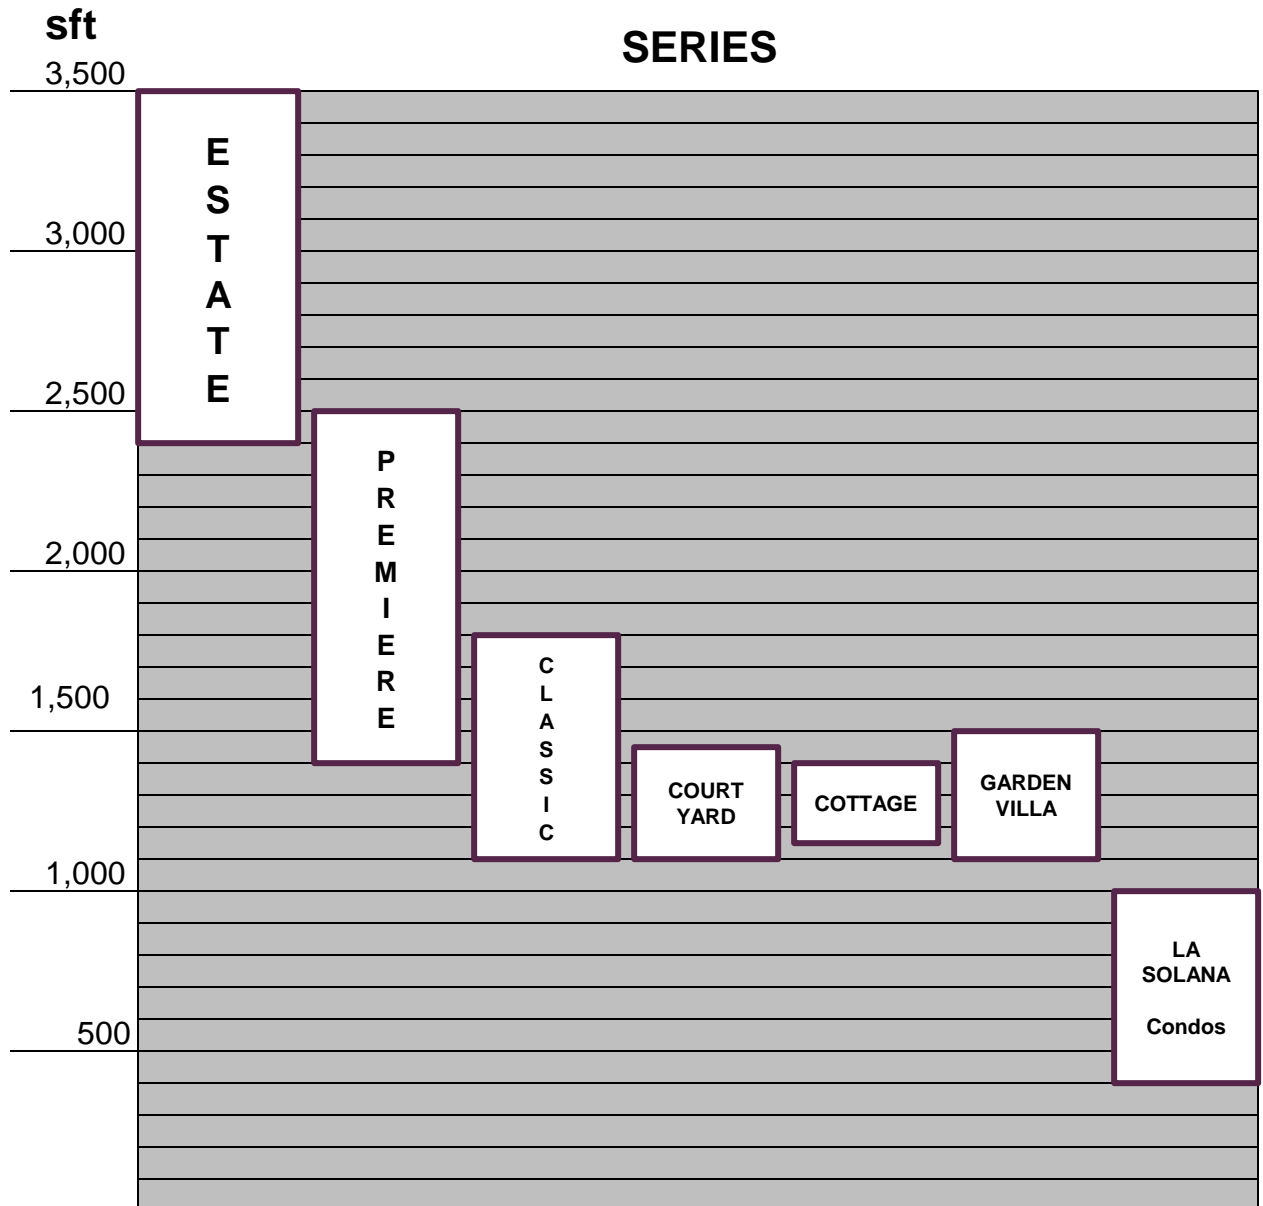 sft
SERIES
3,500
3,000
2,500
2,000
1,500
1,000
500
E
S
T
A
T
E
P
R
E
M
I
E
R
E
C
L
A
S
S
I
C
COURT
YARD
COTTAGE
GARDEN
VILLA
LA
SOLANA
Condos